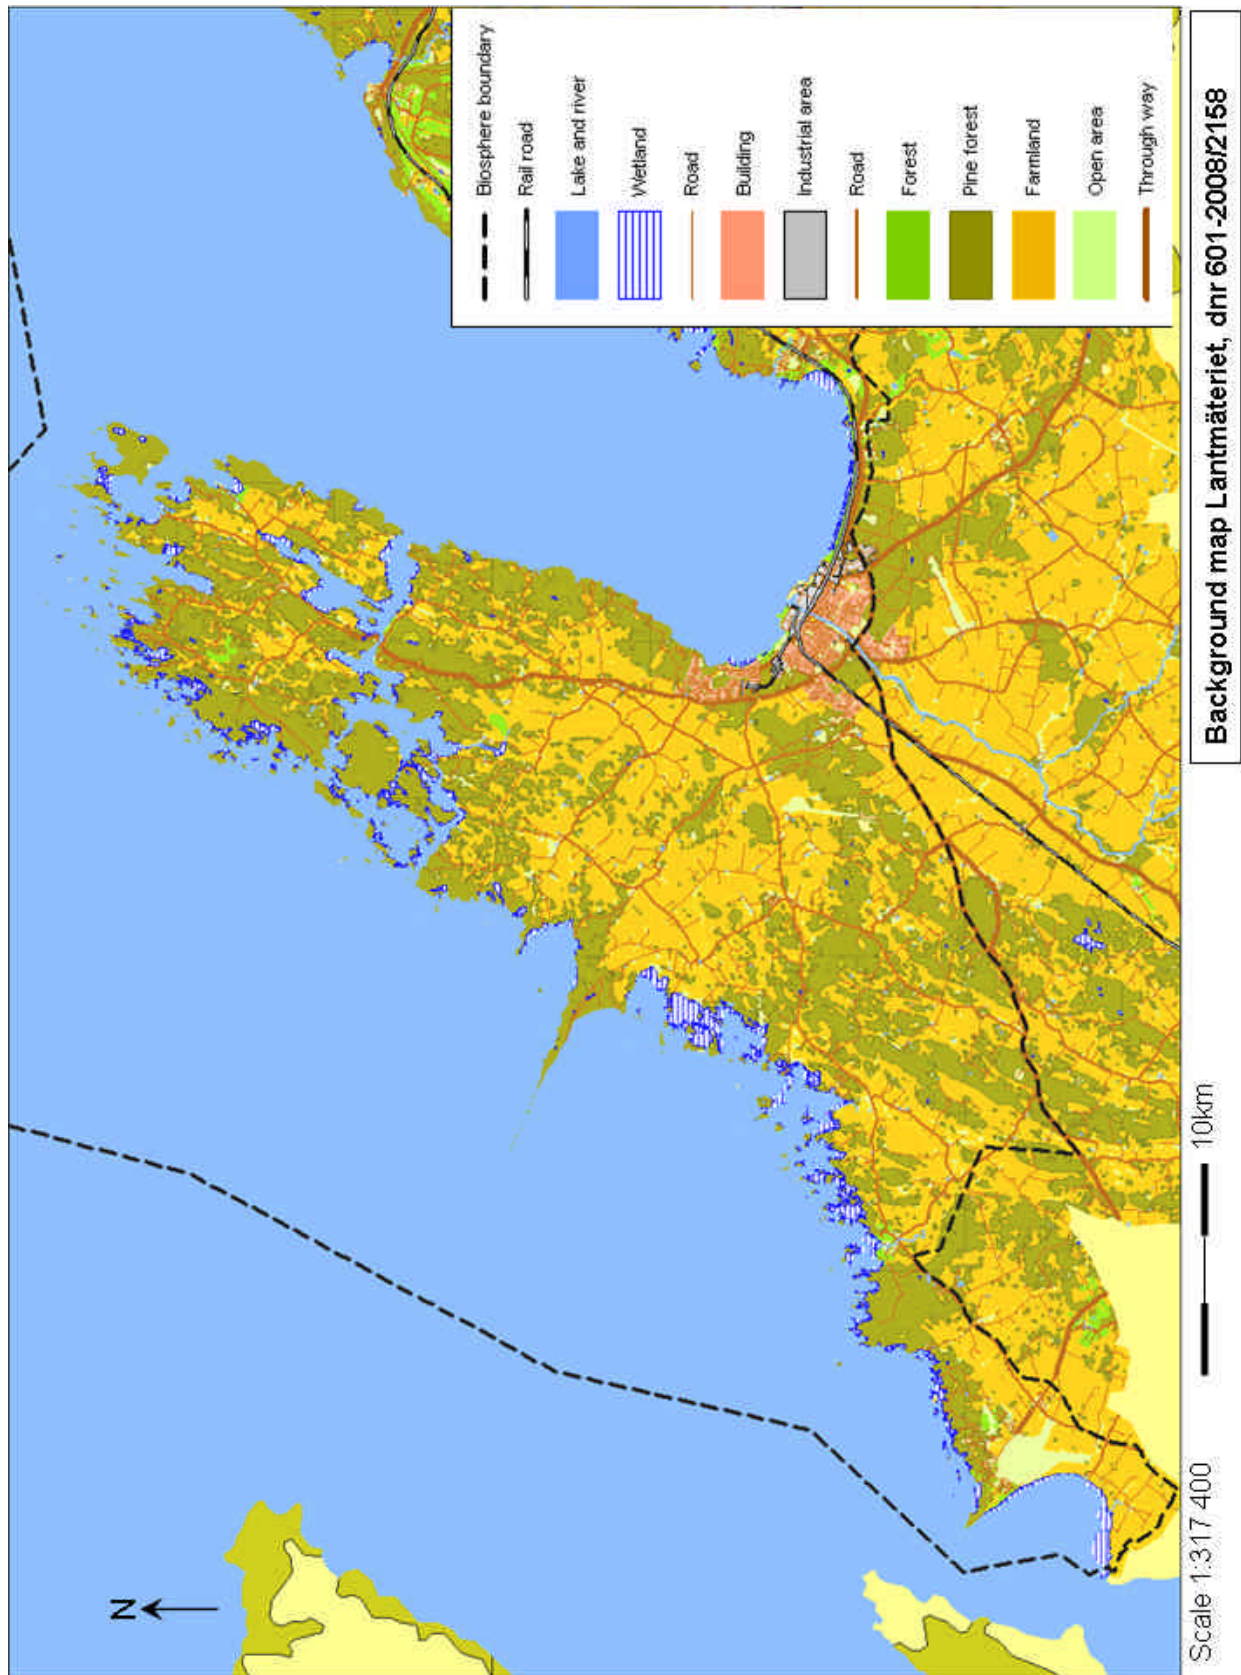 N
Biosphere boundary
Rail road
Lake and river
Wetland
Road
Building
Industrial area
Road
Forest
Pine forest
Farmland
Open area
Through way
Scale 1:317 400
10km
Background map Lantmäteriet, dnr 601-2008/2158